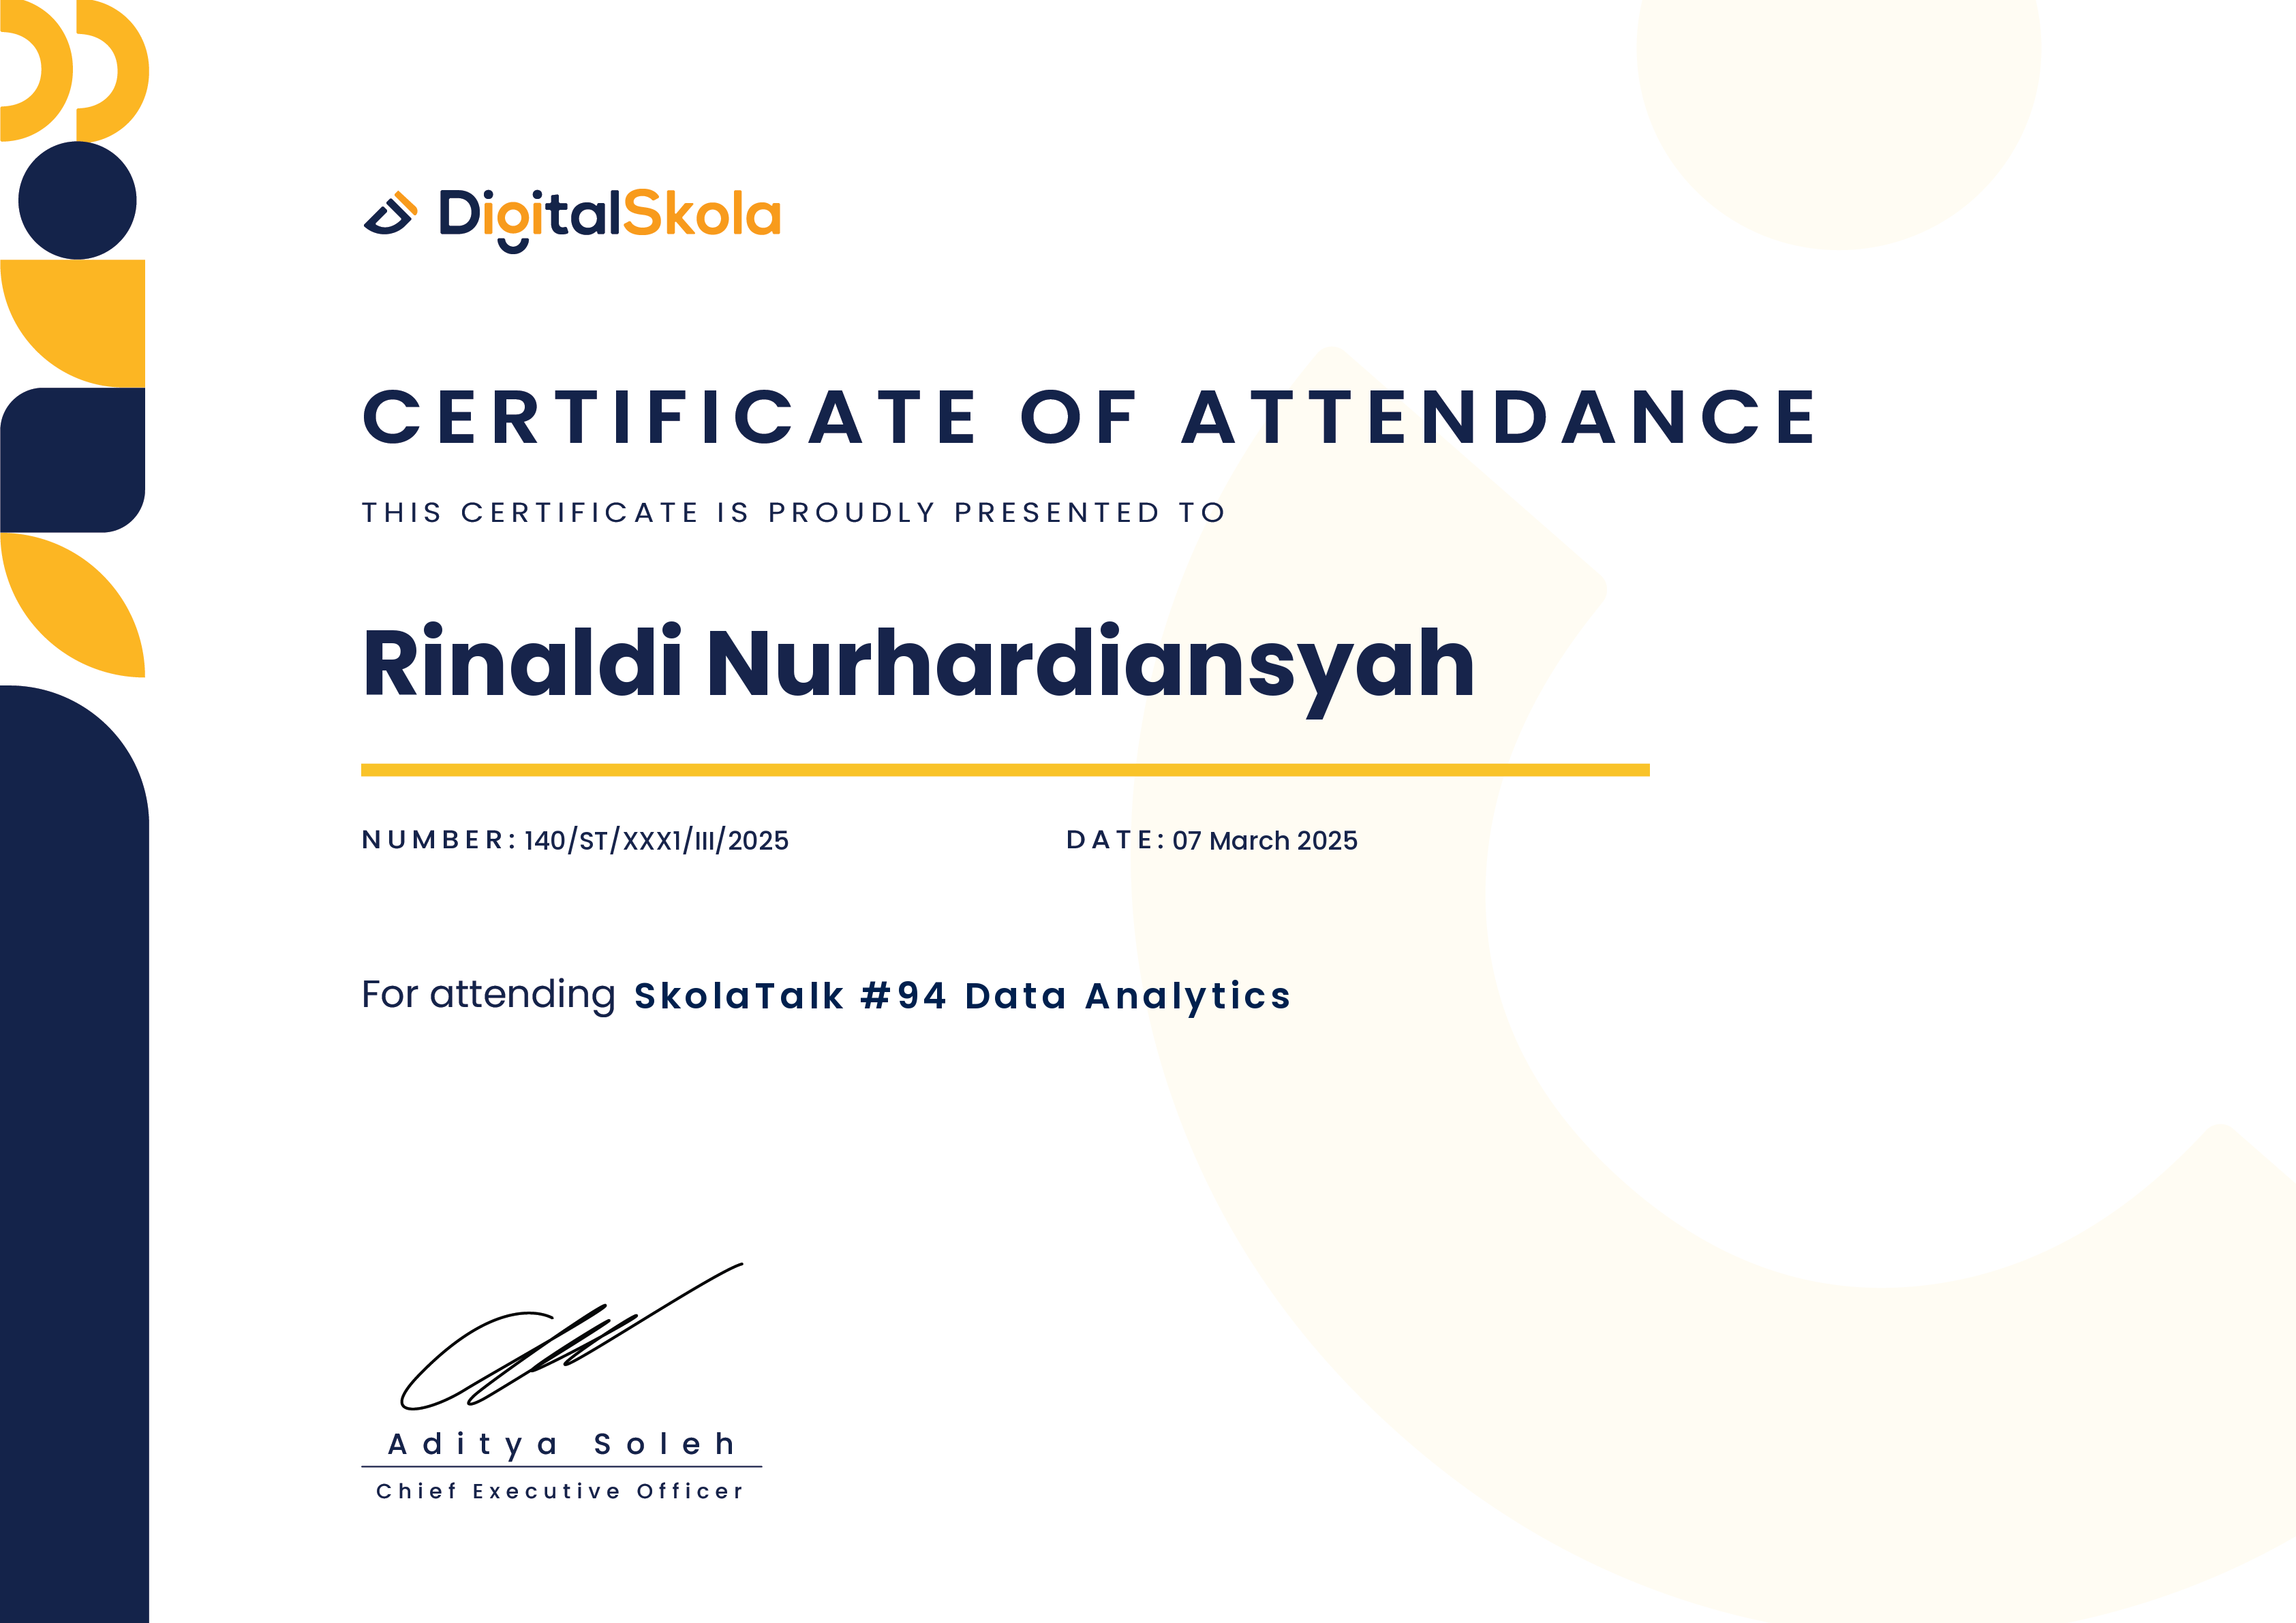 DigitalSkola
CERTIFICATE OF ATTENDANCE
THIS CERTIFICATE IS PROUDLY PRESENTED TO
Rinaldi Nurhardiansyah
NUMBER: 140/ST/XXX1/III/2025
DATE: 07 March 2025
For attending SkolaTalk #94 Data Analytics
Aditya Soleh
Chief Executive Officer